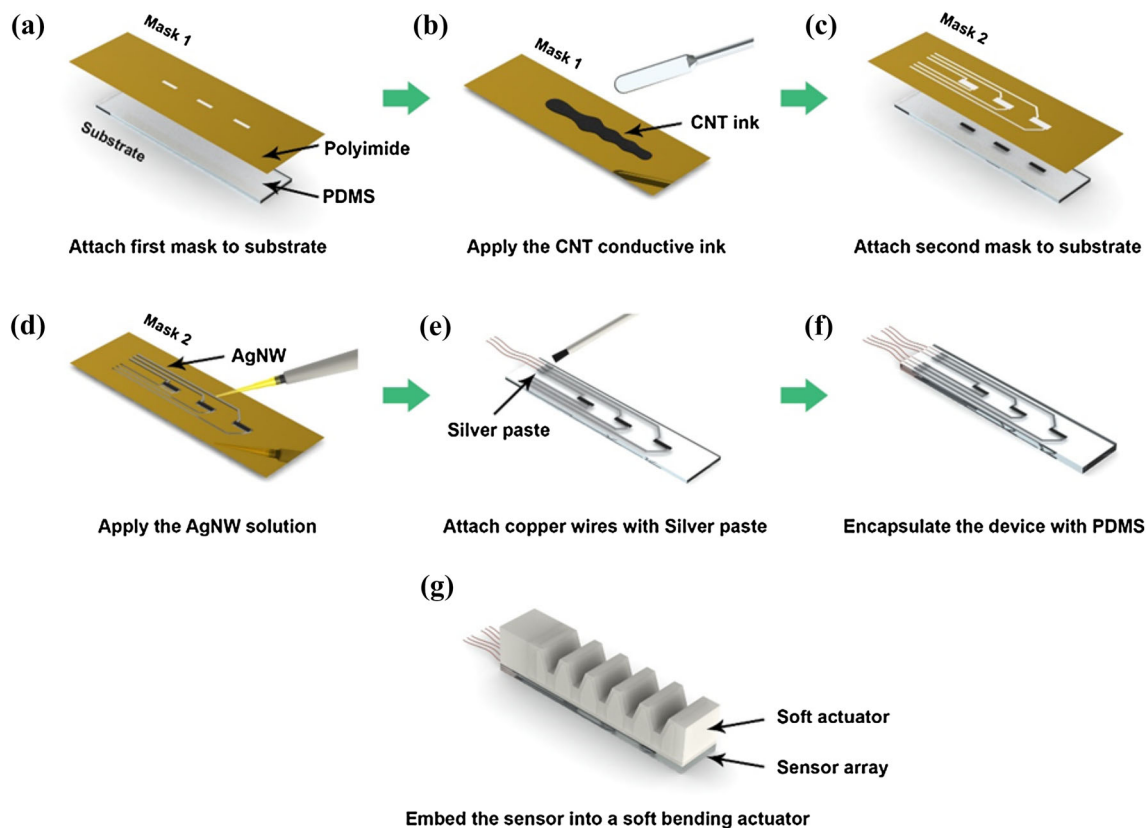 (a)
Mask 1
Substrate
Polyimide
PDMS
Attach first mask to substrate
(b)
Mask 1
CNT ink
Apply the CNT conductive ink
(c)
Mask 2
Attach second mask to substrate
(d)
Mask 2
AgNW
Apply the AgNW solution
(e)
Silver paste
Attach copper wires with Silver paste
(f)
Encapsulate the device with PDMS
(g)
Soft actuator
Sensor array
Embed the sensor into a soft bending actuator